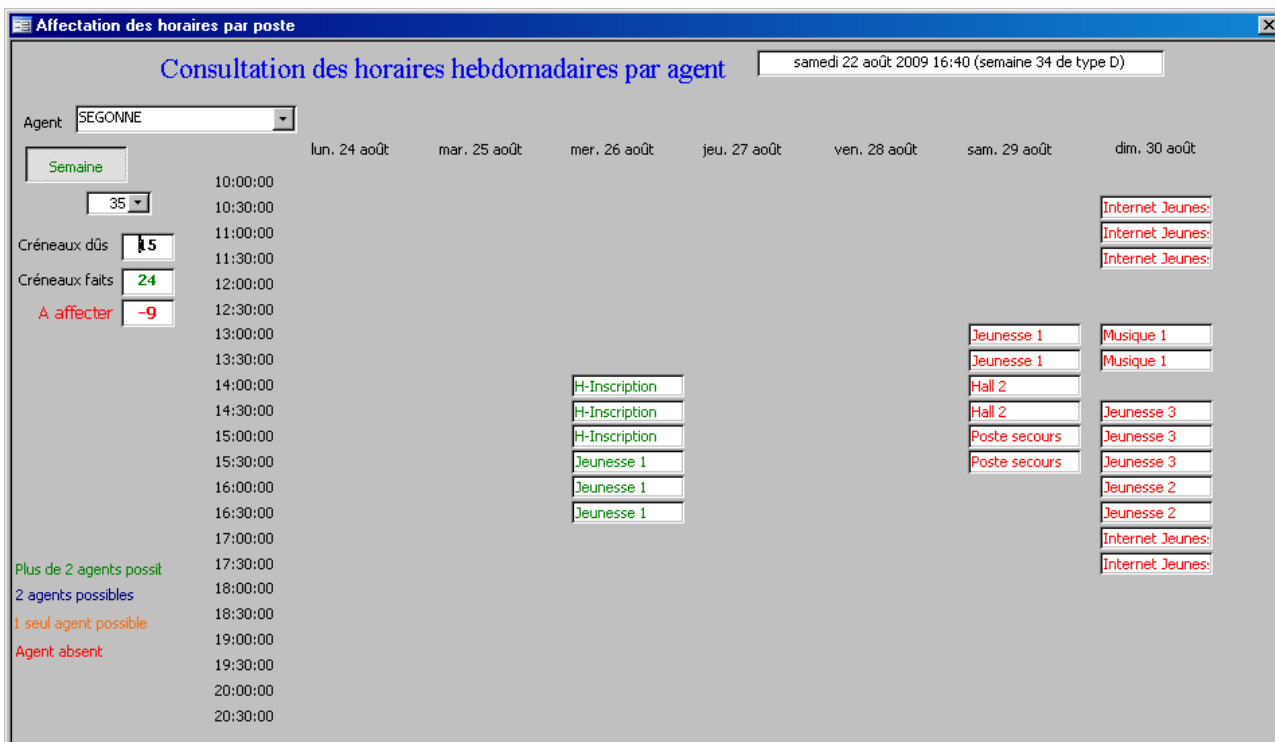 Affectation des horaires par poste
Consultation des horaires hebdomadaires par agent
samedi 22 août 2009 16:40 (semaine 34 de type D)
Agent SEGONNE
Semaine
35
Créneaux dûs 15
Créneaux faits 24
A affecter -9
lun. 24 août mar. 25 août mer. 26 août jeu. 27 août ven. 28 août sam. 29 août dim. 30 août
10:00:00
10:30:00 Internet Jeunes
11:00:00 Internet Jeunes
11:30:00 Internet Jeunes
12:00:00
12:30:00
13:00:00 Jeunesse 1 Musique 1
13:30:00 Jeunesse 1 Musique 1
14:00:00 H-Inscription Hall 2
14:30:00 H-Inscription Hall 2 Jeunesse 3
15:00:00 H-Inscription Poste secours Jeunesse 3
15:30:00 Jeunesse 1 Poste secours Jeunesse 3
16:00:00 Jeunesse 1 Jeunesse 2
16:30:00 Jeunesse 1 Jeunesse 2
17:00:00 Internet Jeunes
17:30:00 Internet Jeunes
18:00:00
18:30:00
19:00:00
19:30:00
20:00:00
20:30:00
Plus de 2 agents possit
2 agents possibles
1 seul agent possible
Agent absent